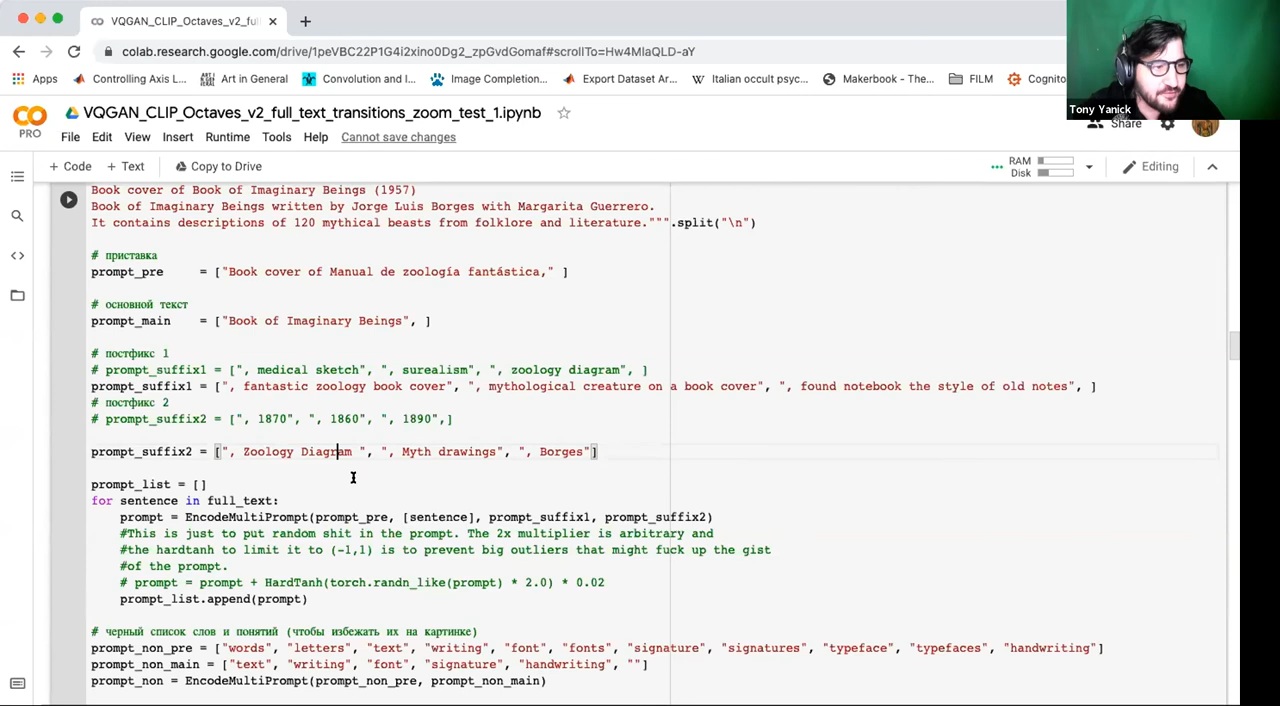 VQGAN_CLIP_Octaves_v2_ful
colab.research.google.com/drive/1peVBC22P1G4i2xino0Dg2_zpGvdGomaf#scrollTo=Hw4MIaQLD-aY
Apps Controlling Axis L... Art in General Convolution and I... Image Completion... Export Dataset Ar... Italian occult psyc... Makerbook - The... FILM Cognito
Tony Yanick
VQGAN_CLIP_Octaves_v2_full_text_transitions_zoom_test_1.ipynb
PRO
File Edit View Insert Runtime Tools Help Cannot save changes
Share
+ Code + Text Copy to Drive
RAM
Disk
Editing
Book cover of Book of Imaginary Beings (1957)
Book of Imaginary Beings written by Jorge Luis Borges with Margarita Guerrero.
It contains descriptions of 120 mythical beasts from folklore and literature.""".split("\n")
# приставка
prompt_pre = ["Book cover of Manual de zoología fantástica," ]
# основной текст
prompt_main = ["Book of Imaginary Beings", ]
# постфикс 1
# prompt_suffix1 = [", medical sketch", ", surealism", ", zoology diagram", ]
prompt_suffix1 = [", fantastic zoology book cover", ", mythological creature on a book cover", ", found notebook the style of old notes", ]
# постфикс 2
# prompt_suffix2 = [", 1870", ", 1860", ", 1890",]
prompt_suffix2 = [", Zoology Diagram ", ", Myth drawings", ", Borges"]
prompt_list = []
for sentence in full_text:
prompt = EncodeMultiPrompt(prompt_pre, [sentence], prompt_suffix1, prompt_suffix2)
#This is just to put random shit in the prompt. The 2x multiplier is arbitrary and
#the hardtanh to limit it to (-1,1) is to prevent big outliers that might fuck up the gist
#of the prompt.
# prompt = prompt + HardTanh(torch.randn_like(prompt) * 2.0) * 0.02
prompt_list.append(prompt)
# черный список слов и понятий (чтобы избежать их на картинке)
prompt_non_pre = ["words", "letters", "text", "writing", "font", "fonts", "signature", "signatures", "typeface", "typefaces", "handwriting"]
prompt_non_main = ["text", "writing", "font", "signature", "handwriting", ""]
prompt_non = EncodeMultiPrompt(prompt_non_pre, prompt_non_main)